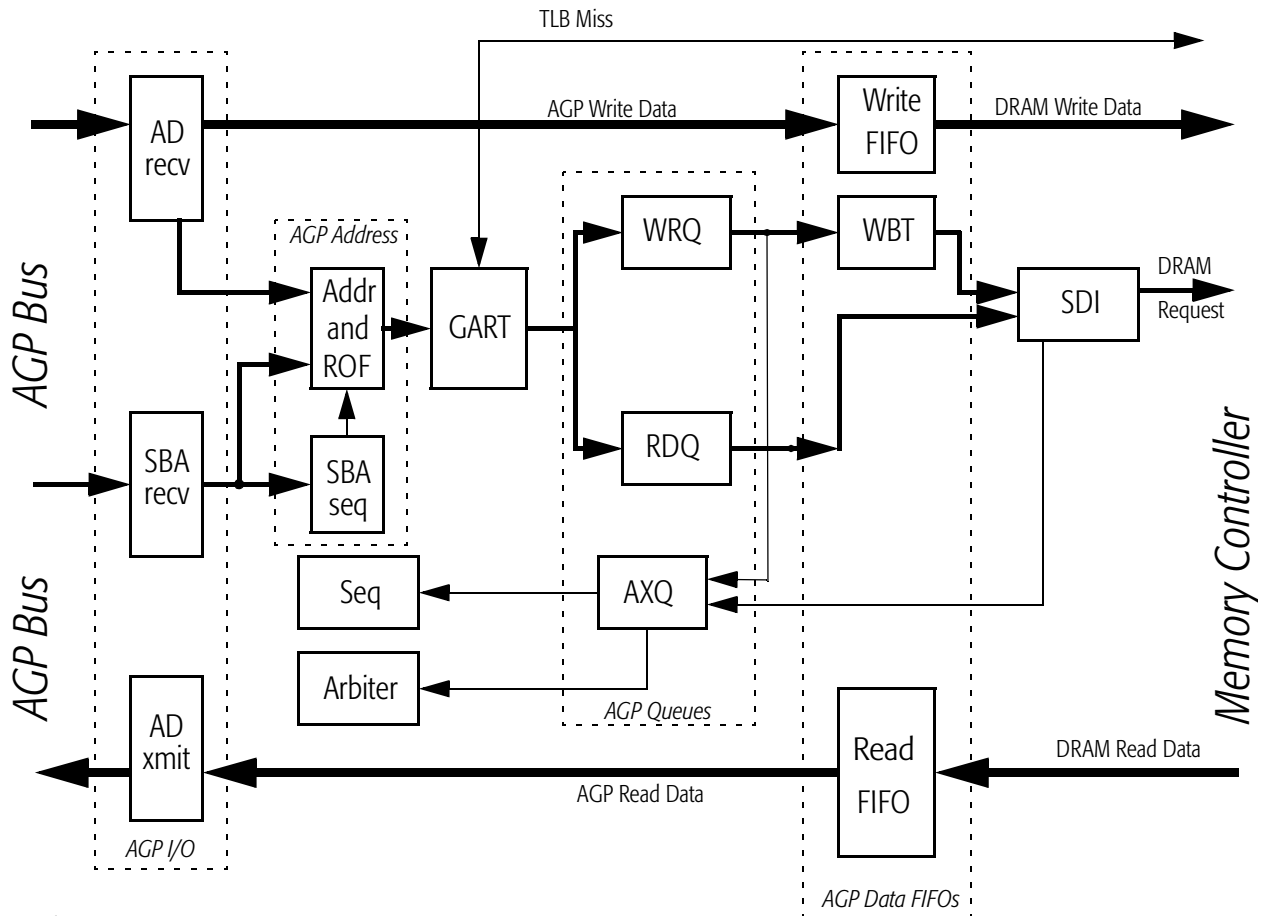 TLB Miss
AD
recv
AGP Write Data
Write
FIFO
DRAM Write Data
AGP Address
WRQ
WBT
AGP Bus
Addr
and
ROF
GART
SDI
DRAM
Request
SBA
recv
SBA
seq
RDQ
Memory Controller
Seq
AXQ
AGP Bus
Arbiter
AGP Queues
AD
xmit
Read
FIFO
DRAM Read Data
AGP Read Data
AGP I/O
AGP Data FIFOs